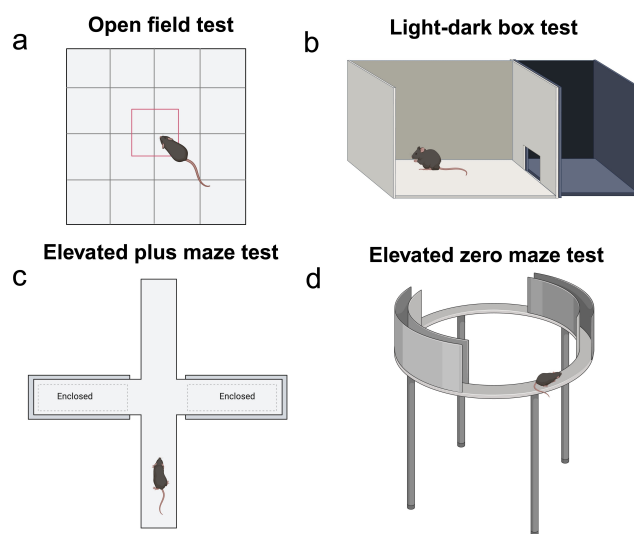 Open field test
a
Light-dark box test
b
Elevated plus maze test
c
Enclosed
Enclosed
Elevated zero maze test
d